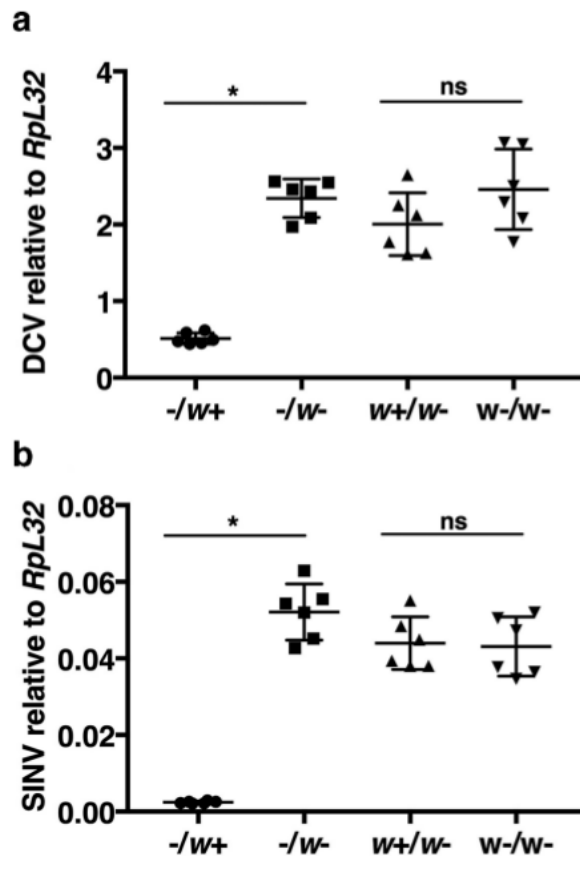 a
DCV relative to RpL32
4
3
2
1
0
*
ns
-/w+
-/w-
w+/w-
w-/w-
b
SINV relative to RpL32
0.08
0.06
0.04
0.02
0.00
*
ns
-/w+
-/w-
w+/w-
w-/w-